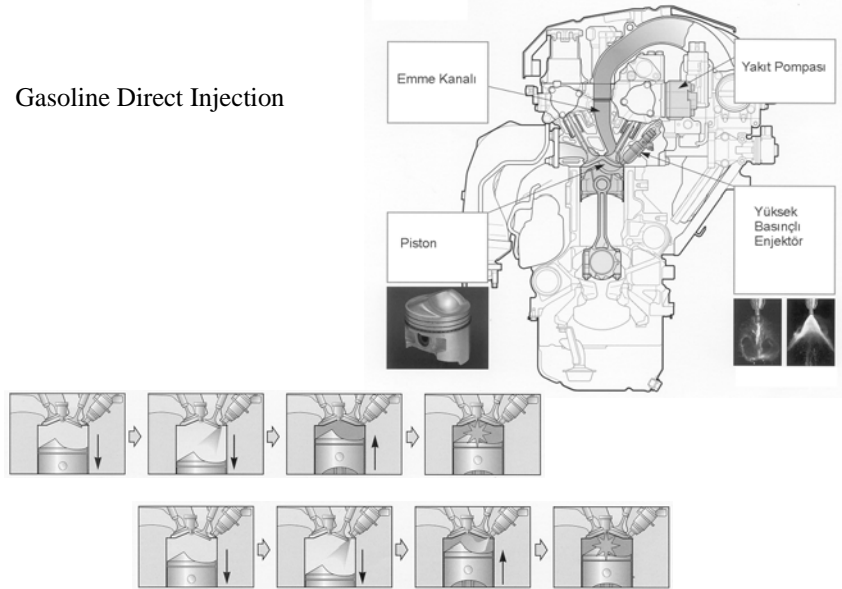 Gasoline Direct Injection
Emme Kanalı
Yakıt Pompası
Piston
Yüksek
Basınçlı
Enjektör